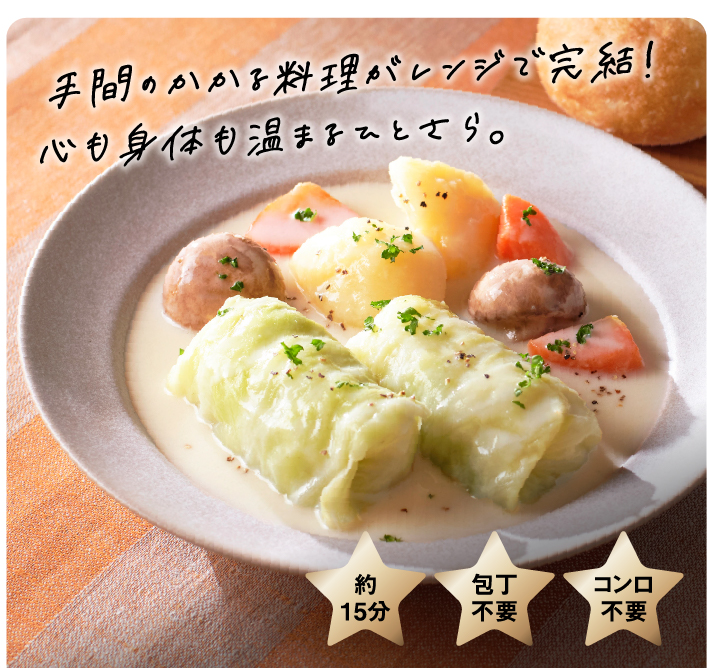 手間のかかる料理がレンジで完結!
心も身体も温まるひとさら。
約
15分
包丁
不要
コンロ
不要